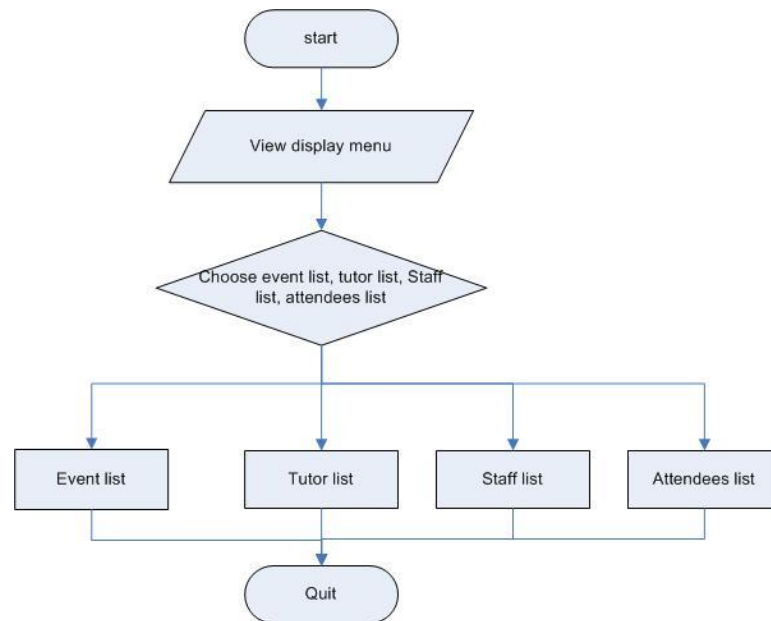 start
View display menu
Choose event list, tutor list, Staff
list, attendees list
Event list
Tutor list
Staff list
Attendees list
Quit